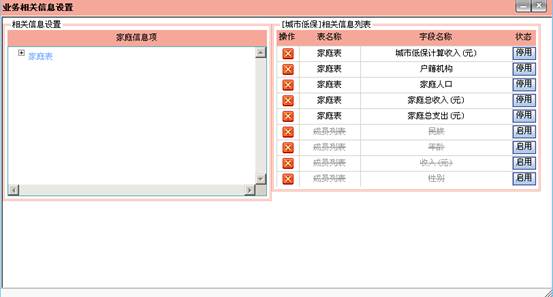 业务相关信息设置
相关信息设置
家庭信息项
家庭表
[城市低保]相关信息列表
操作 表名称 字段名称 状态
家庭表 城市低保计算收入(元) 停用
家庭表 户籍机构 停用
家庭表 家庭人口 停用
家庭表 家庭总收入(元) 停用
家庭表 家庭总支出(元) 停用
成员列表 民族 启用
成员列表 年龄 启用
成员列表 收入(元) 启用
成员列表 性别 启用